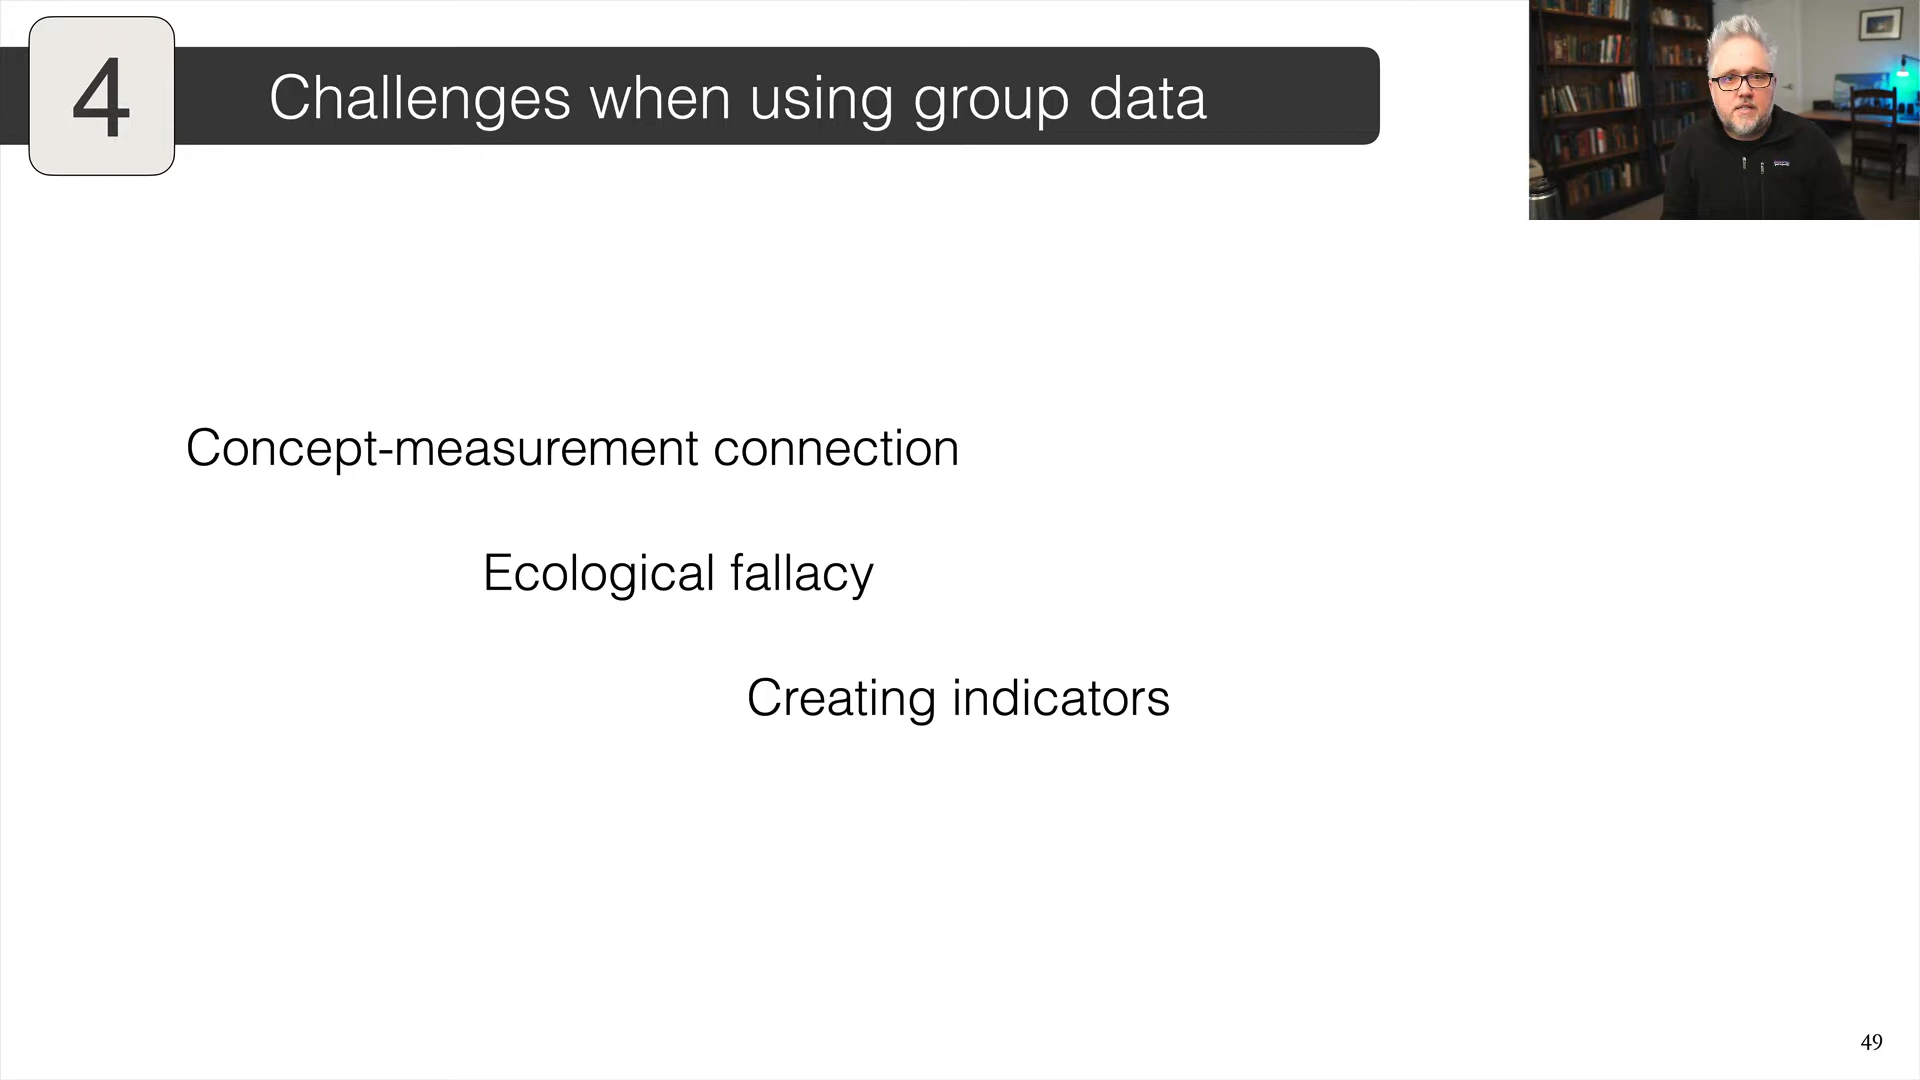 4
Challenges when using group data
Concept-measurement connection
Ecological fallacy
Creating indicators
49